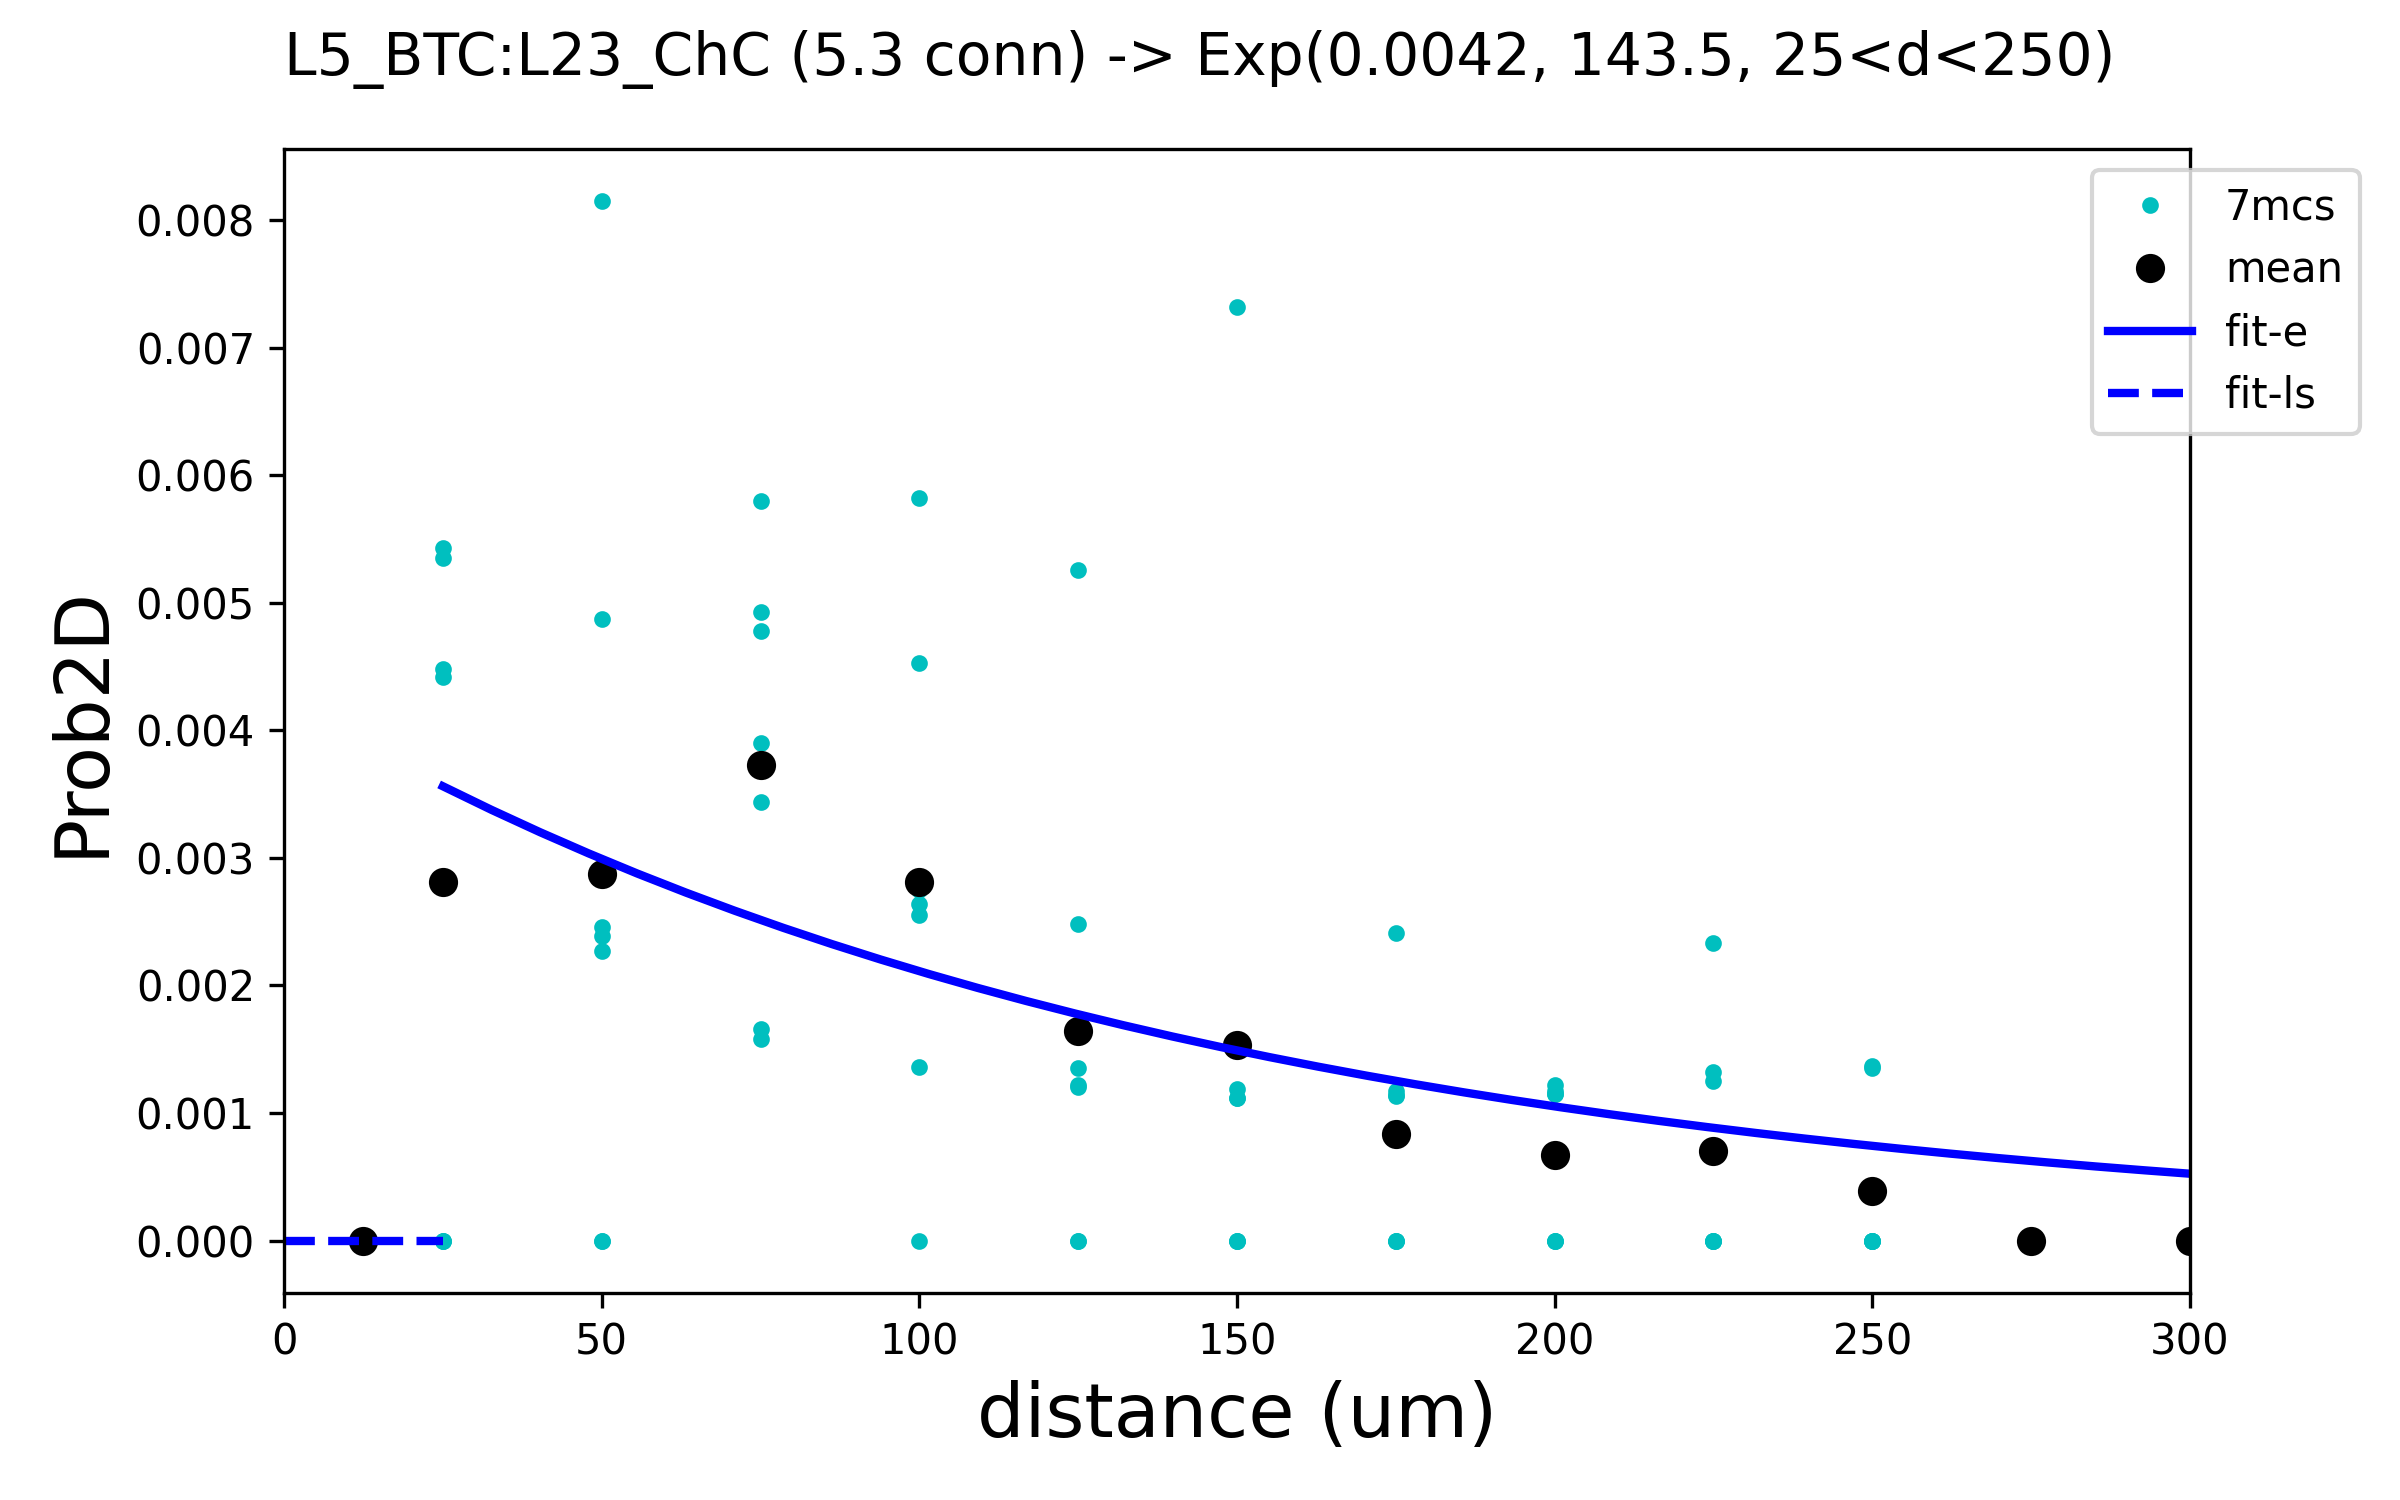 L5_BTC:L23_ChC (5.3 conn) -> Exp(0.0042, 143.5, 25<d<250)
7mcs
mean
fit-e
fit-ls
Prob2D
0.008
0.007
0.006
0.005
0.004
0.003
0.002
0.001
0.000
0 50 100 150 200 250 300
distance (um)